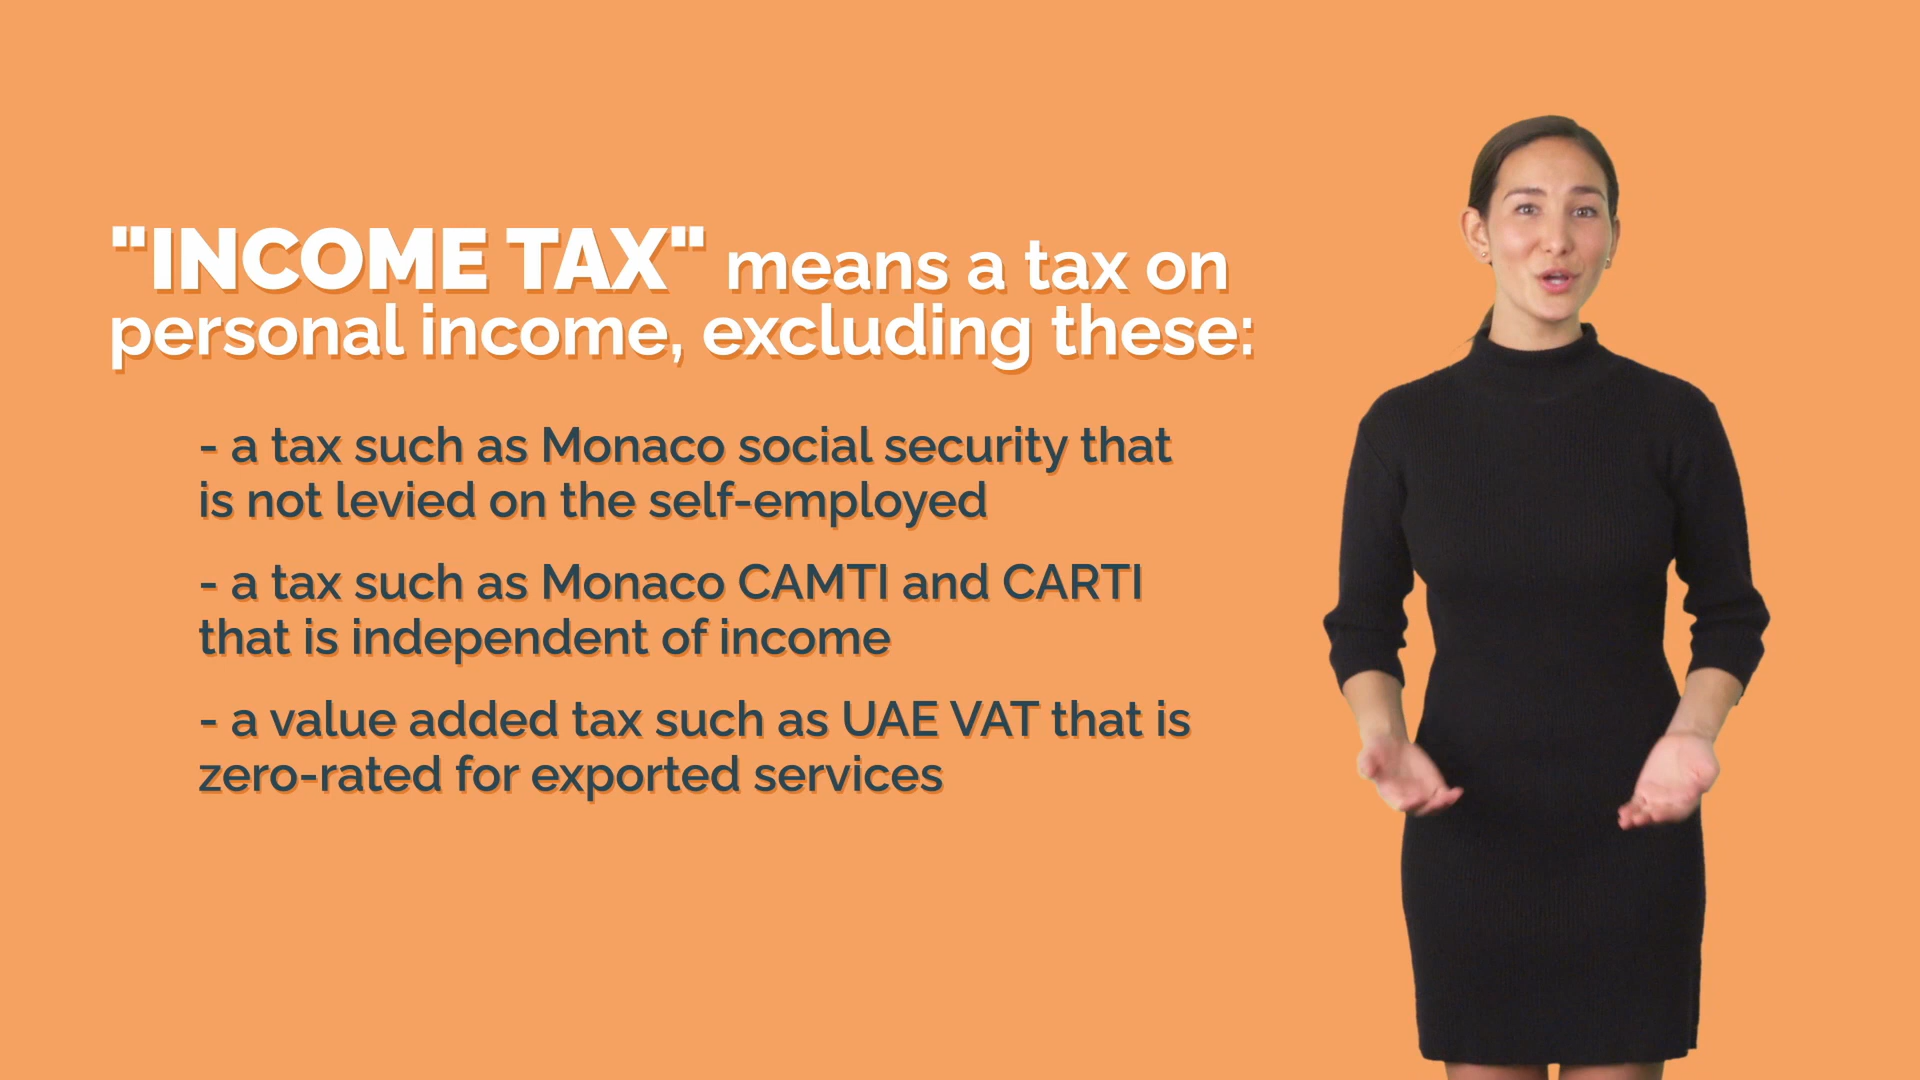 "INCOME TAX" means a tax on
personal income, excluding these:
- a tax such as Monaco social security that
is not levied on the self-employed
- a tax such as Monaco CAMTI and CARTI
that is independent of income
- a value added tax such as UAE VAT that is
zero-rated for exported services